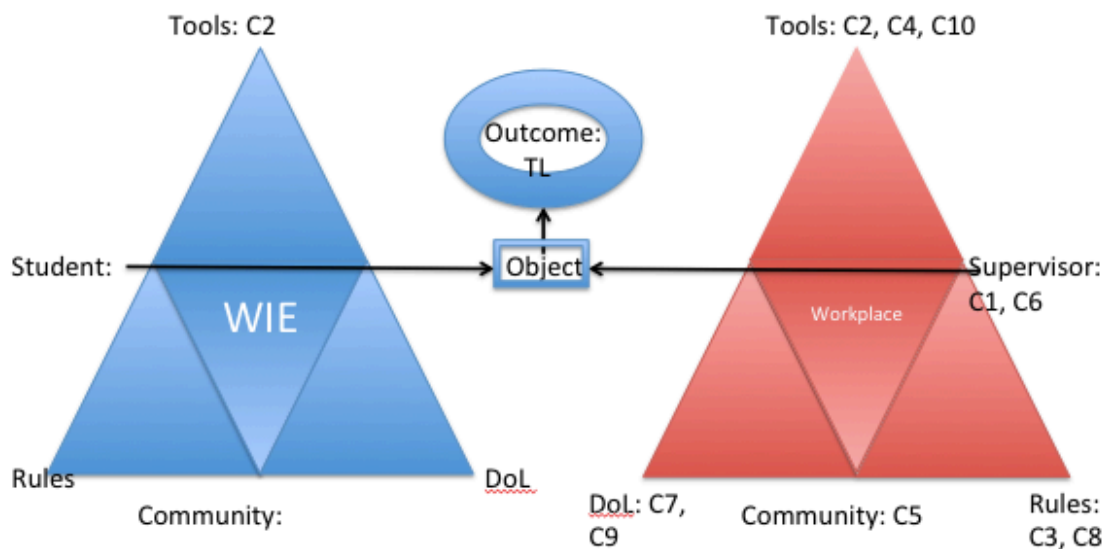 Tools: C2
Tools: C2, C4, C10
Outcome:
TL
Student:
Object
Supervisor:
C1, C6
WIE
Workplace
Rules
DoL
Community:
DoL: C7,
C9
Community: C5
Rules:
C3, C8